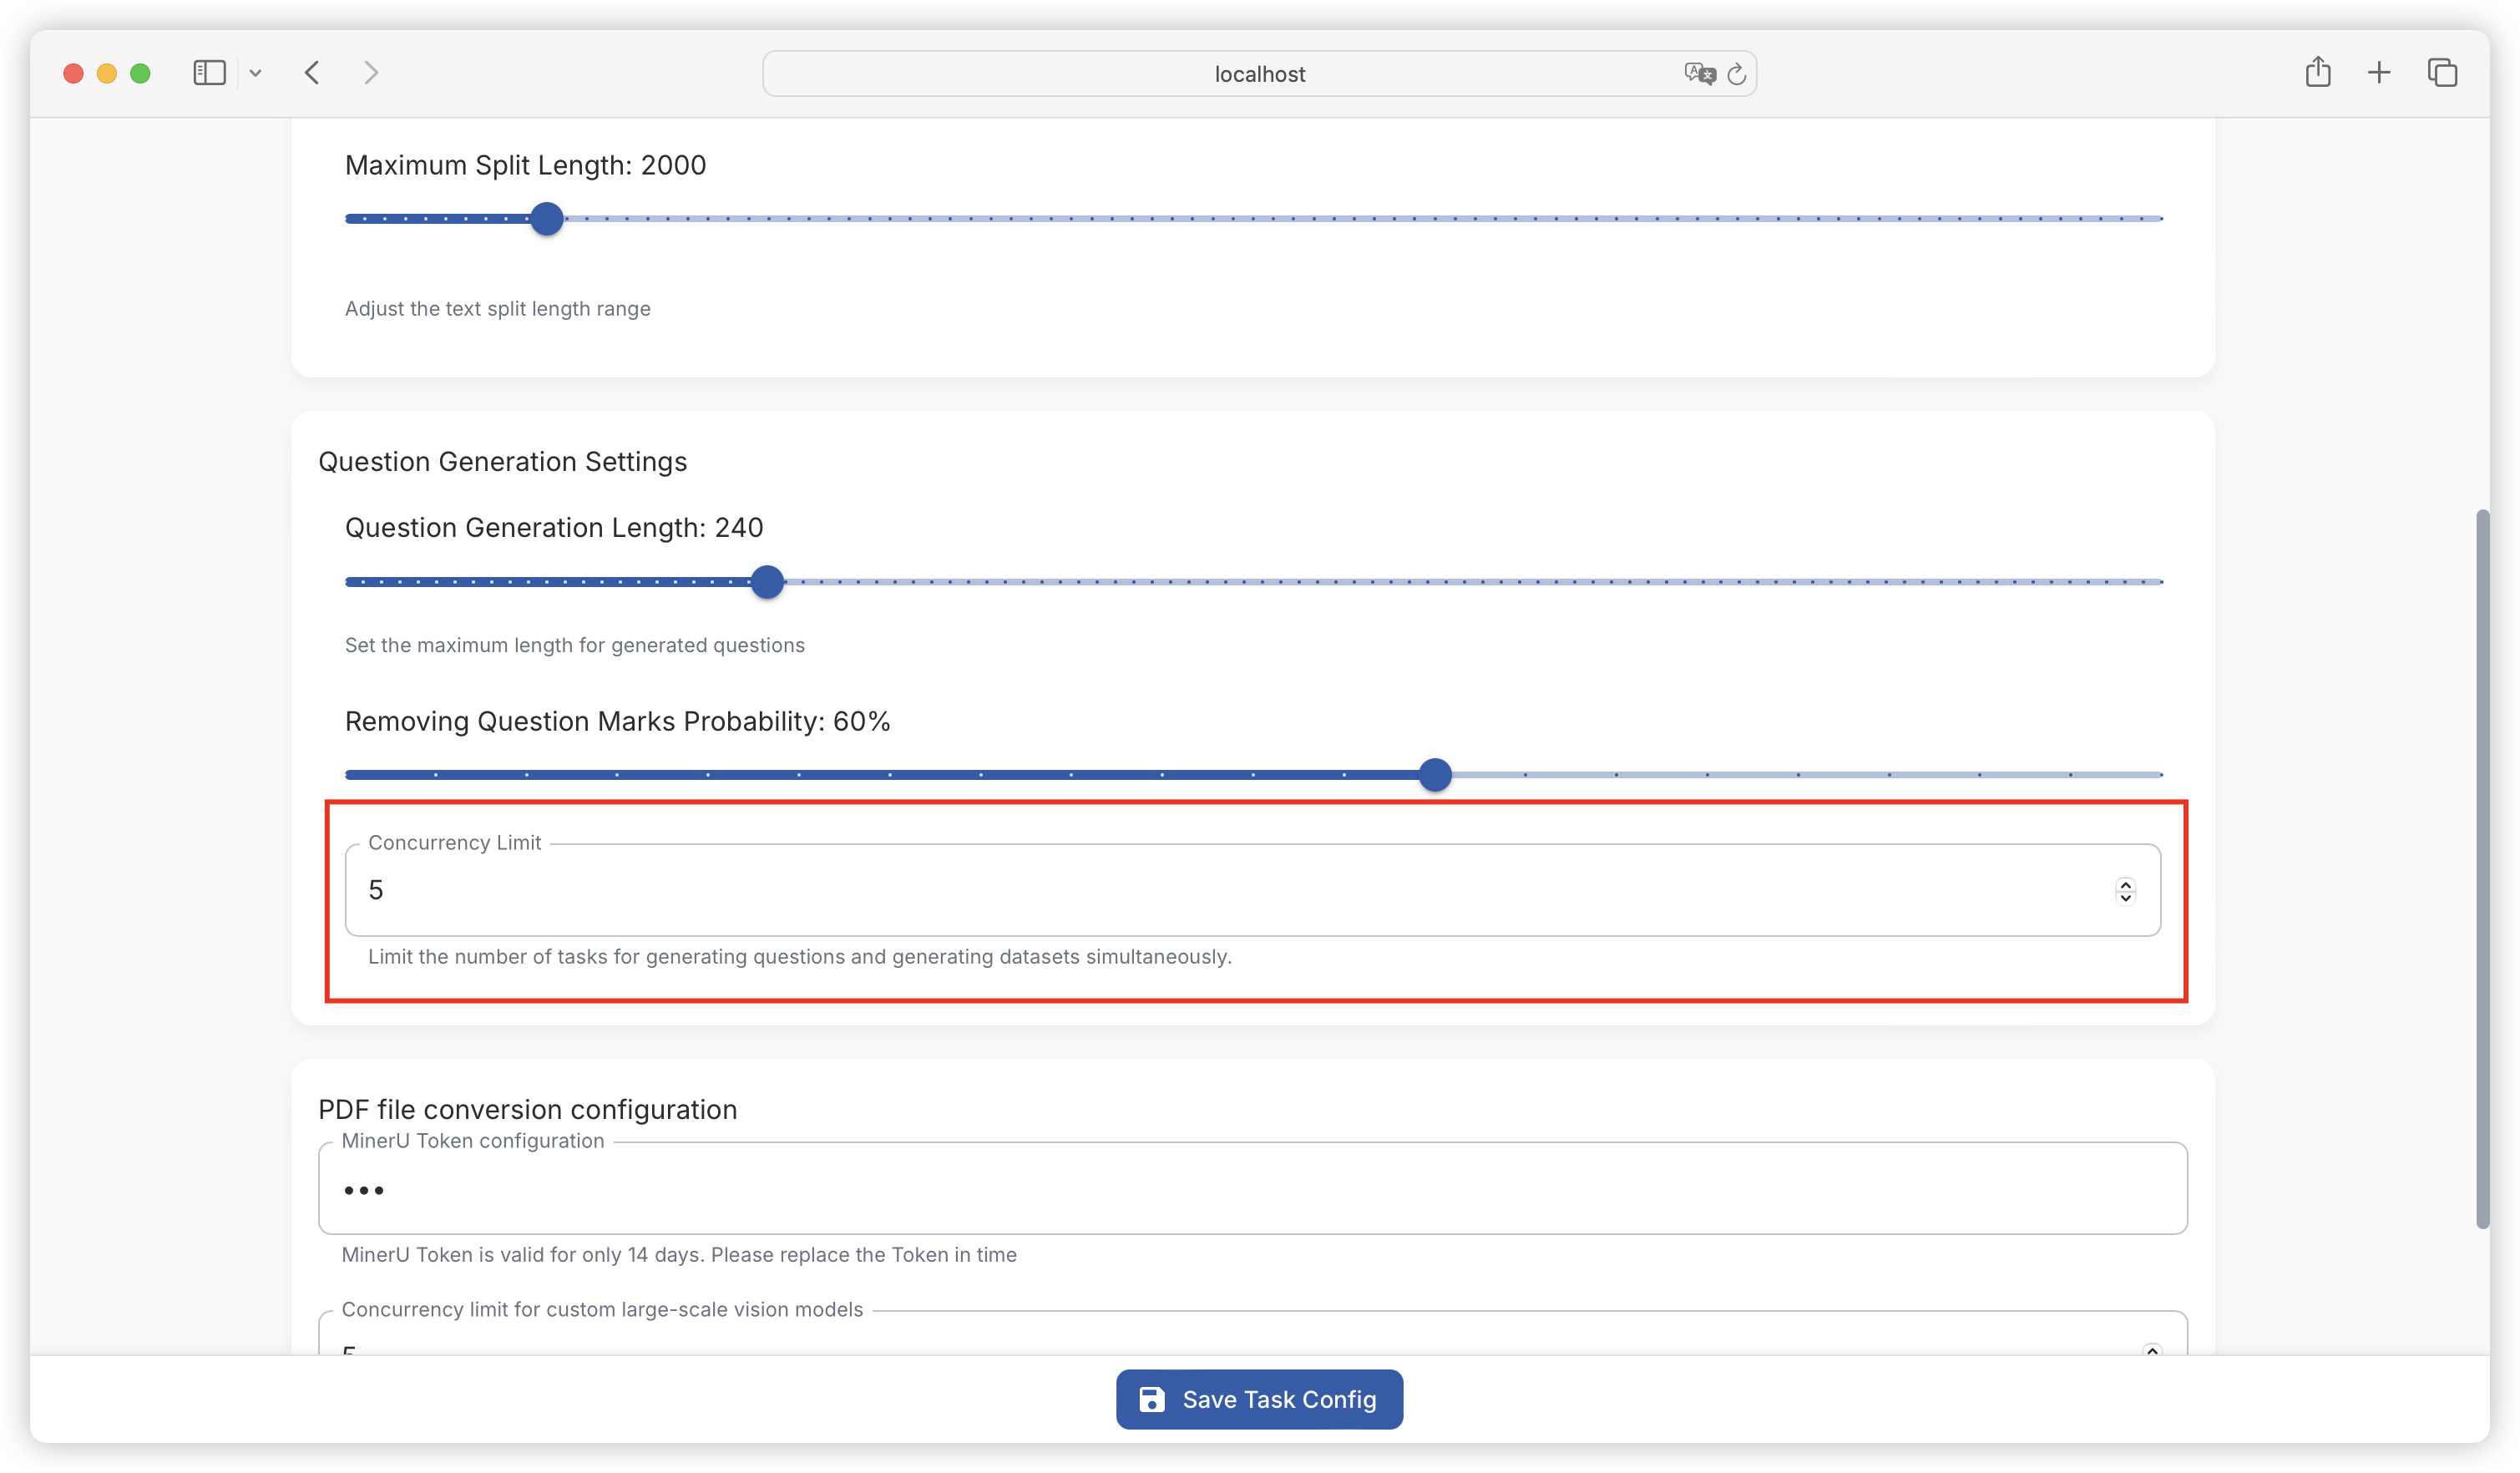 localhost
Maximum Split Length: 2000
Adjust the text split length range
Question Generation Settings
Question Generation Length: 240
Set the maximum length for generated questions
Removing Question Marks Probability: 60%
Concurrency Limit
5
Limit the number of tasks for generating questions and generating datasets simultaneously.
PDF file conversion configuration
MinerU Token configuration
•••
MinerU Token is valid for only 14 days. Please replace the Token in time
Concurrency limit for custom large-scale vision models
5
Save Task Config